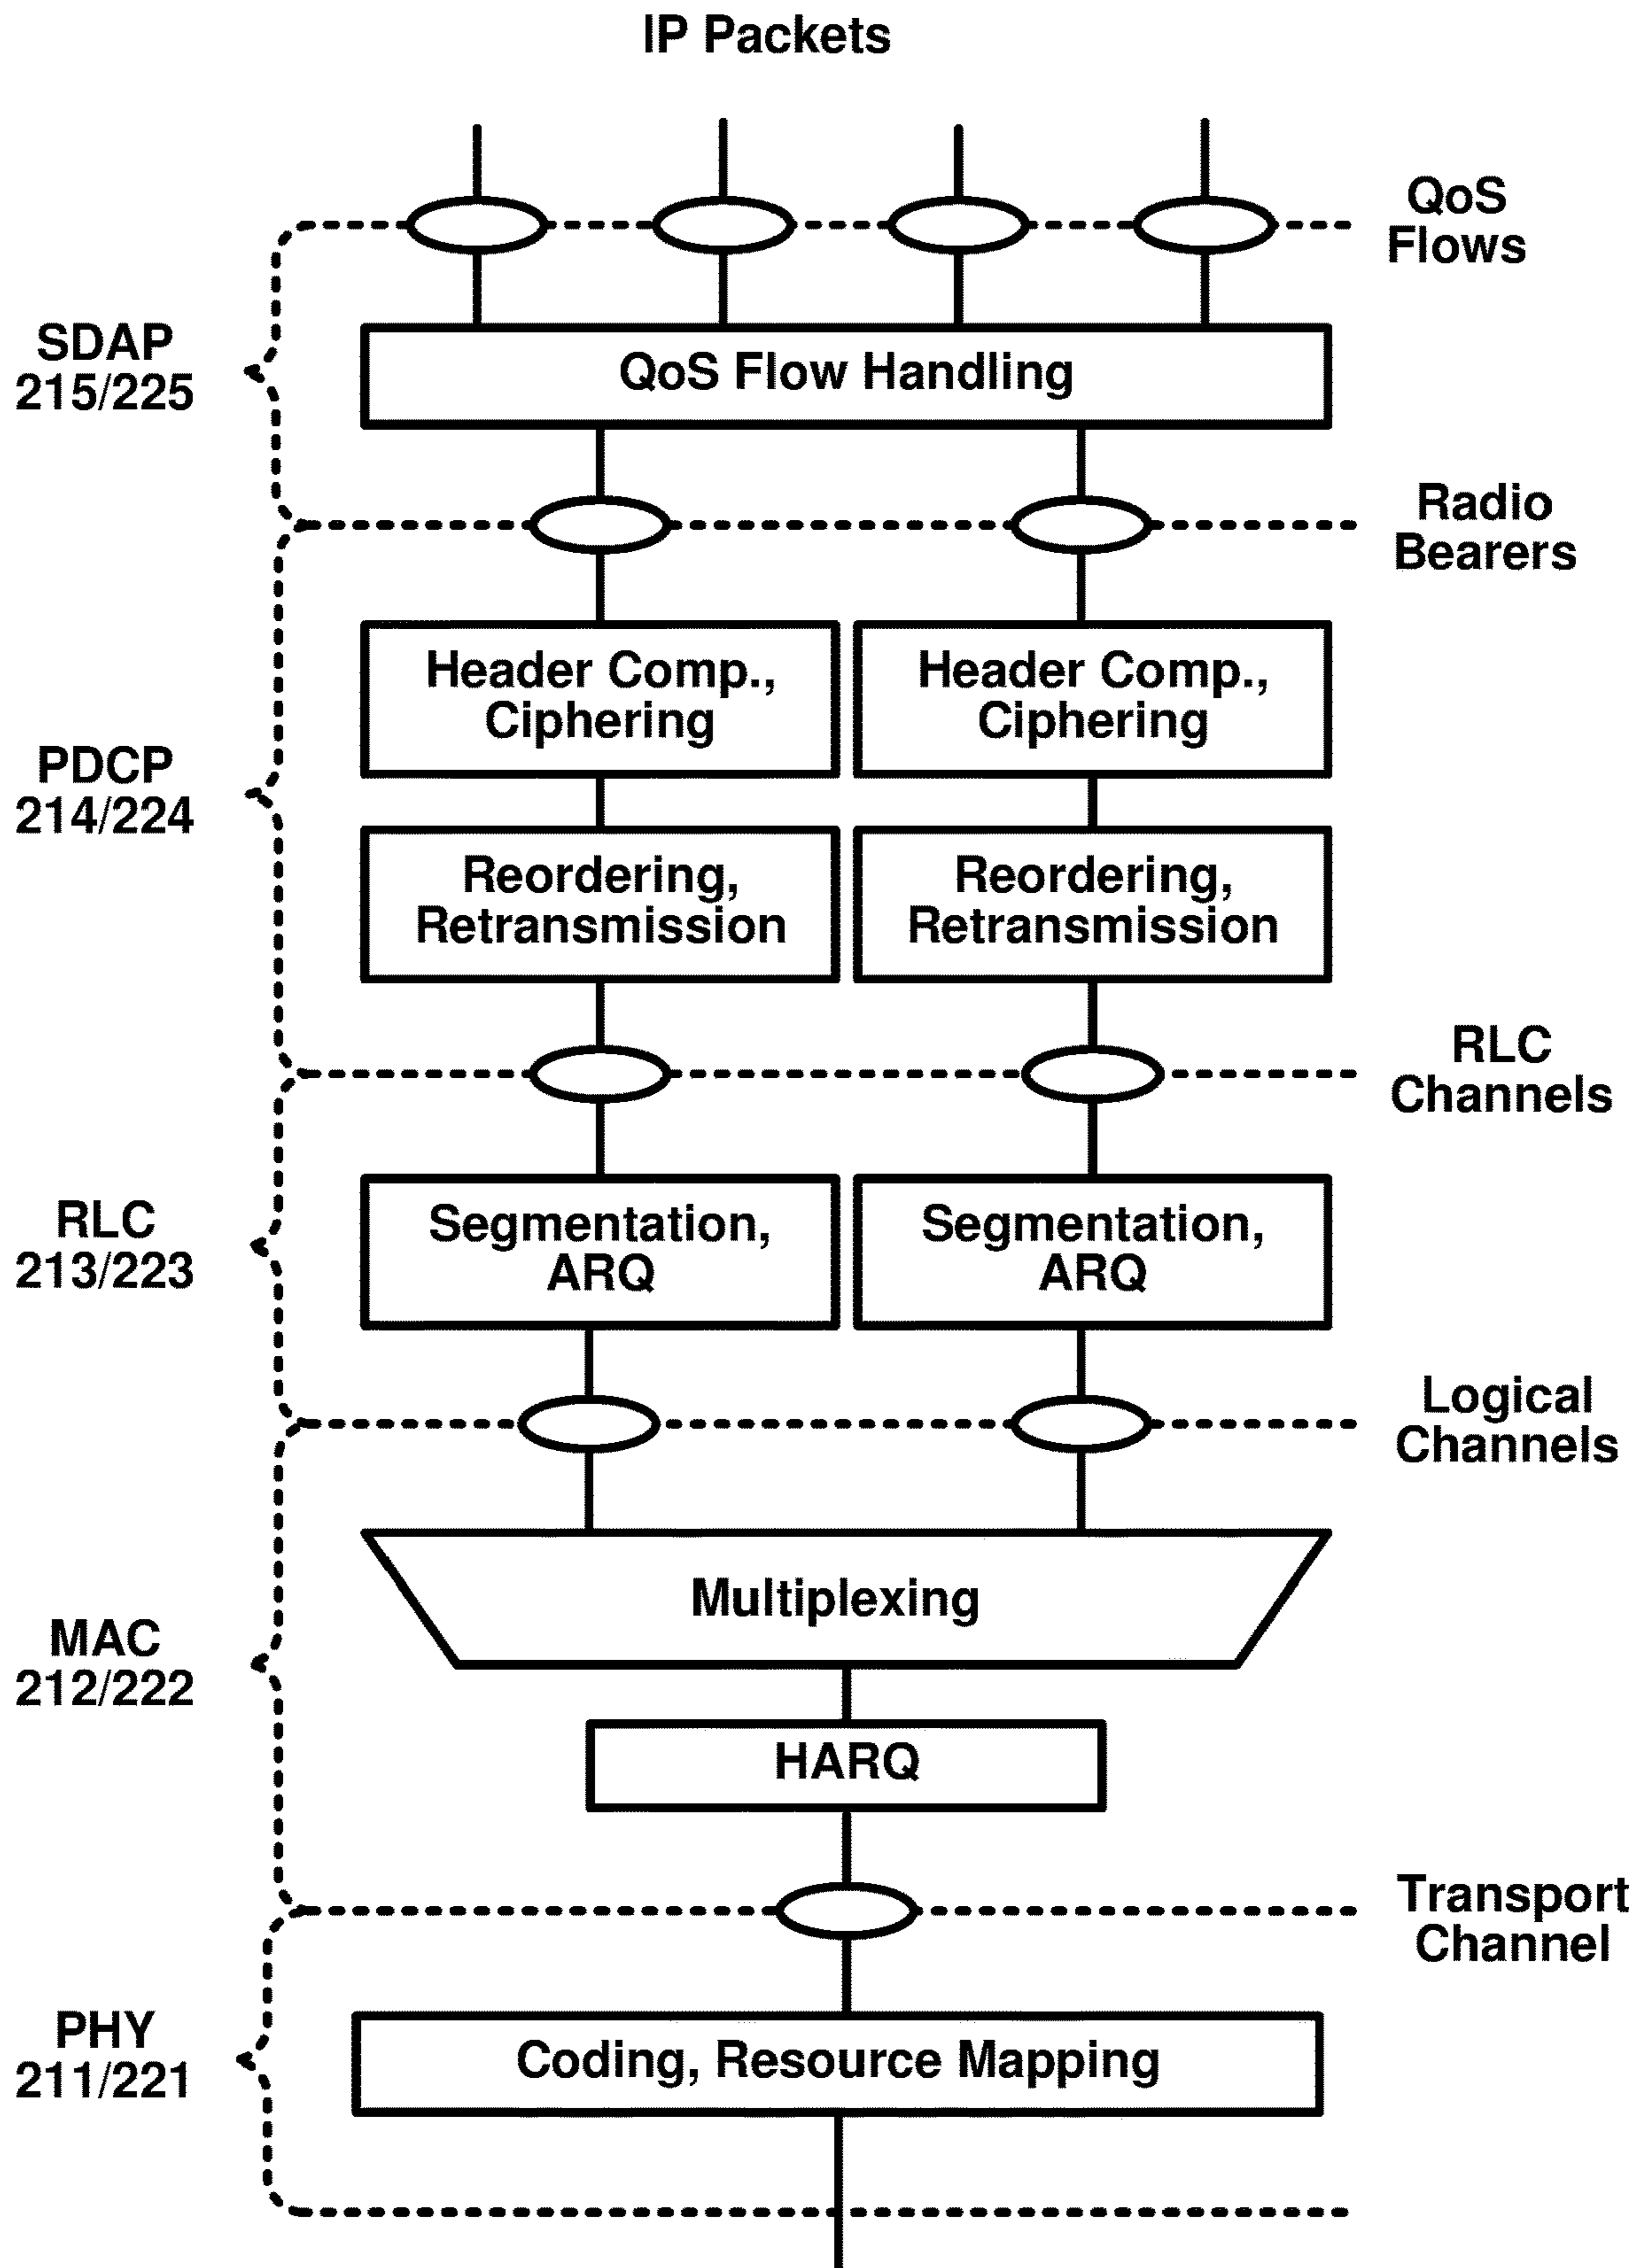 IP Packets
QoS
Flows
SDAP
215/225
QoS Flow Handling
Radio
Bearers
Header Comp.,
Ciphering
Header Comp.,
Ciphering
PDCP
214/224
Reordering,
Retransmission
Reordering,
Retransmission
RLC
Channels
RLC
213/223
Segmentation,
ARQ
Segmentation,
ARQ
Logical
Channels
Multiplexing
MAC
212/222
HARQ
Transport
Channel
PHY
211/221
Coding, Resource Mapping